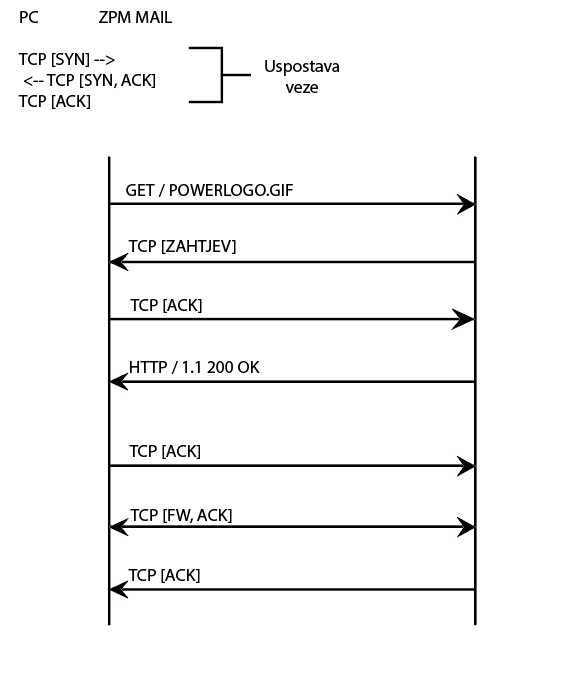 PC ZPM MAIL
TCP [SYN] -->
<-- TCP [SYN, ACK]
TCP [ACK]
Uspostava
veze
GET / POWERLOGO.GIF
TCP [ZAHTJEV]
TCP [ACK]
HTTP / 1.1 200 OK
TCP [ACK]
TCP [FW, ACK]
TCP [ACK]